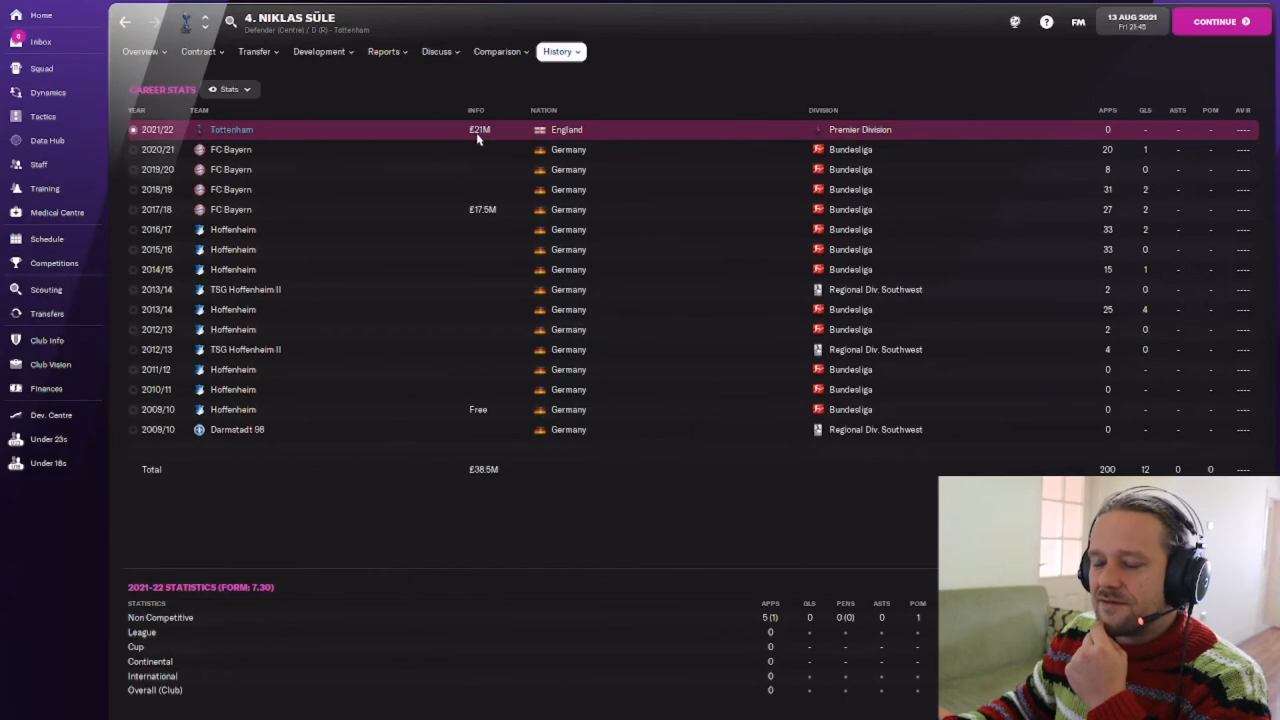 Home
6
Inbox
Squad
Dynamics
Tactics
Data Hub
Staff
Training
Medical Centre
Schedule
Competitions
Scouting
Transfers
Club Info
Club Vision
Finances
Dev. Centre
Under 23s
Under 18s
4. NIKLAS SÜLE
Defender (Centre) / D (R) - Tottenham
? FM 13 AUG 2021 Fri 21:45 CONTINUE
Overview Contract Transfer Development Reports Discuss Comparison History
CAREER STATS Stats
YEAR TEAM INFO NATION DIVISION APPS GLS ASTS POM AV R
2021/22 Tottenham £21M England Premier Division 0 - - - ----
2020/21 FC Bayern Germany Bundesliga 20 1 - - ----
2019/20 FC Bayern Germany Bundesliga 8 0 - - ----
2018/19 FC Bayern Germany Bundesliga 31 2 - - ----
2017/18 FC Bayern £17.5M Germany Bundesliga 27 2 - - ----
2016/17 Hoffenheim Germany Bundesliga 33 2 - - ----
2015/16 Hoffenheim Germany Bundesliga 33 0 - - ----
2014/15 Hoffenheim Germany Bundesliga 15 1 - - ----
2013/14 TSG Hoffenheim II Germany Regional Div. Southwest 2 0 - - ----
2013/14 Hoffenheim Germany Bundesliga 25 4 - - ----
2012/13 Hoffenheim Germany Bundesliga 2 0 - - ----
2012/13 TSG Hoffenheim II Germany Regional Div. Southwest 4 0 - - ----
2011/12 Hoffenheim Germany Bundesliga 0 - - - ----
2010/11 Hoffenheim Germany Bundesliga 0 - - - ----
2009/10 Hoffenheim Free Germany Bundesliga 0 - - - ----
2009/10 Darmstadt 98 Germany Regional Div. Southwest 0 - - - ----
Total £38.5M 200 12 0 0 ----
2021-22 STATISTICS (FORM: 7.30)
STATISTICS APPS GLS PENS ASTS POM
Non Competitive 5 (1) 0 0 (0) 0 1
League 0 - - - -
Cup 0 - - - -
Continental 0 - - - -
International 0 - - - -
Overall (Club) 0 - - - -